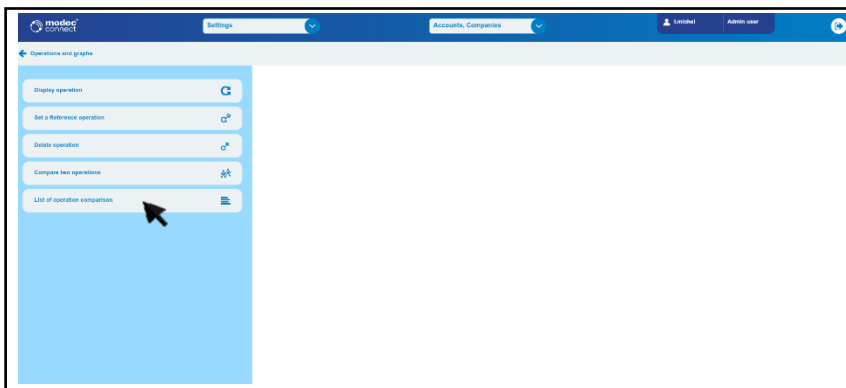 modec
connect
Settings
Accounts, Companies
l.michel
Admin user
Operations and graphs
Display operation
Set a Reference operation
Delete operation
Compare two operations
List of operation comparison